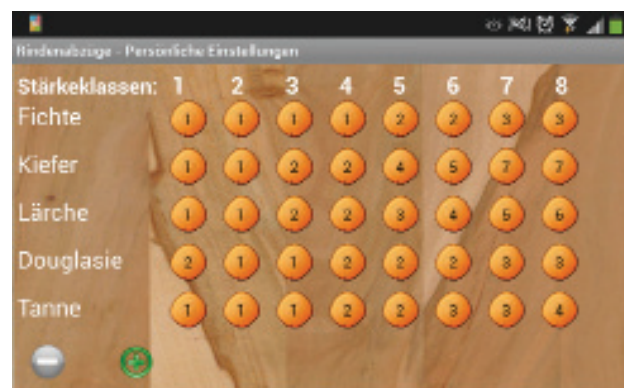 Rindenabzüge - Persönliche Einstellungen
Stärkeklassen: 1 2 3 4 5 6 7 8
Fichte 1 1 1 1 2 2 3 3
Kiefer 1 1 2 2 4 5 7 7
Lärche 1 1 2 2 3 4 5 6
Douglasie 2 1 1 2 2 2 3 3
Tanne 1 1 1 2 2 3 3 4